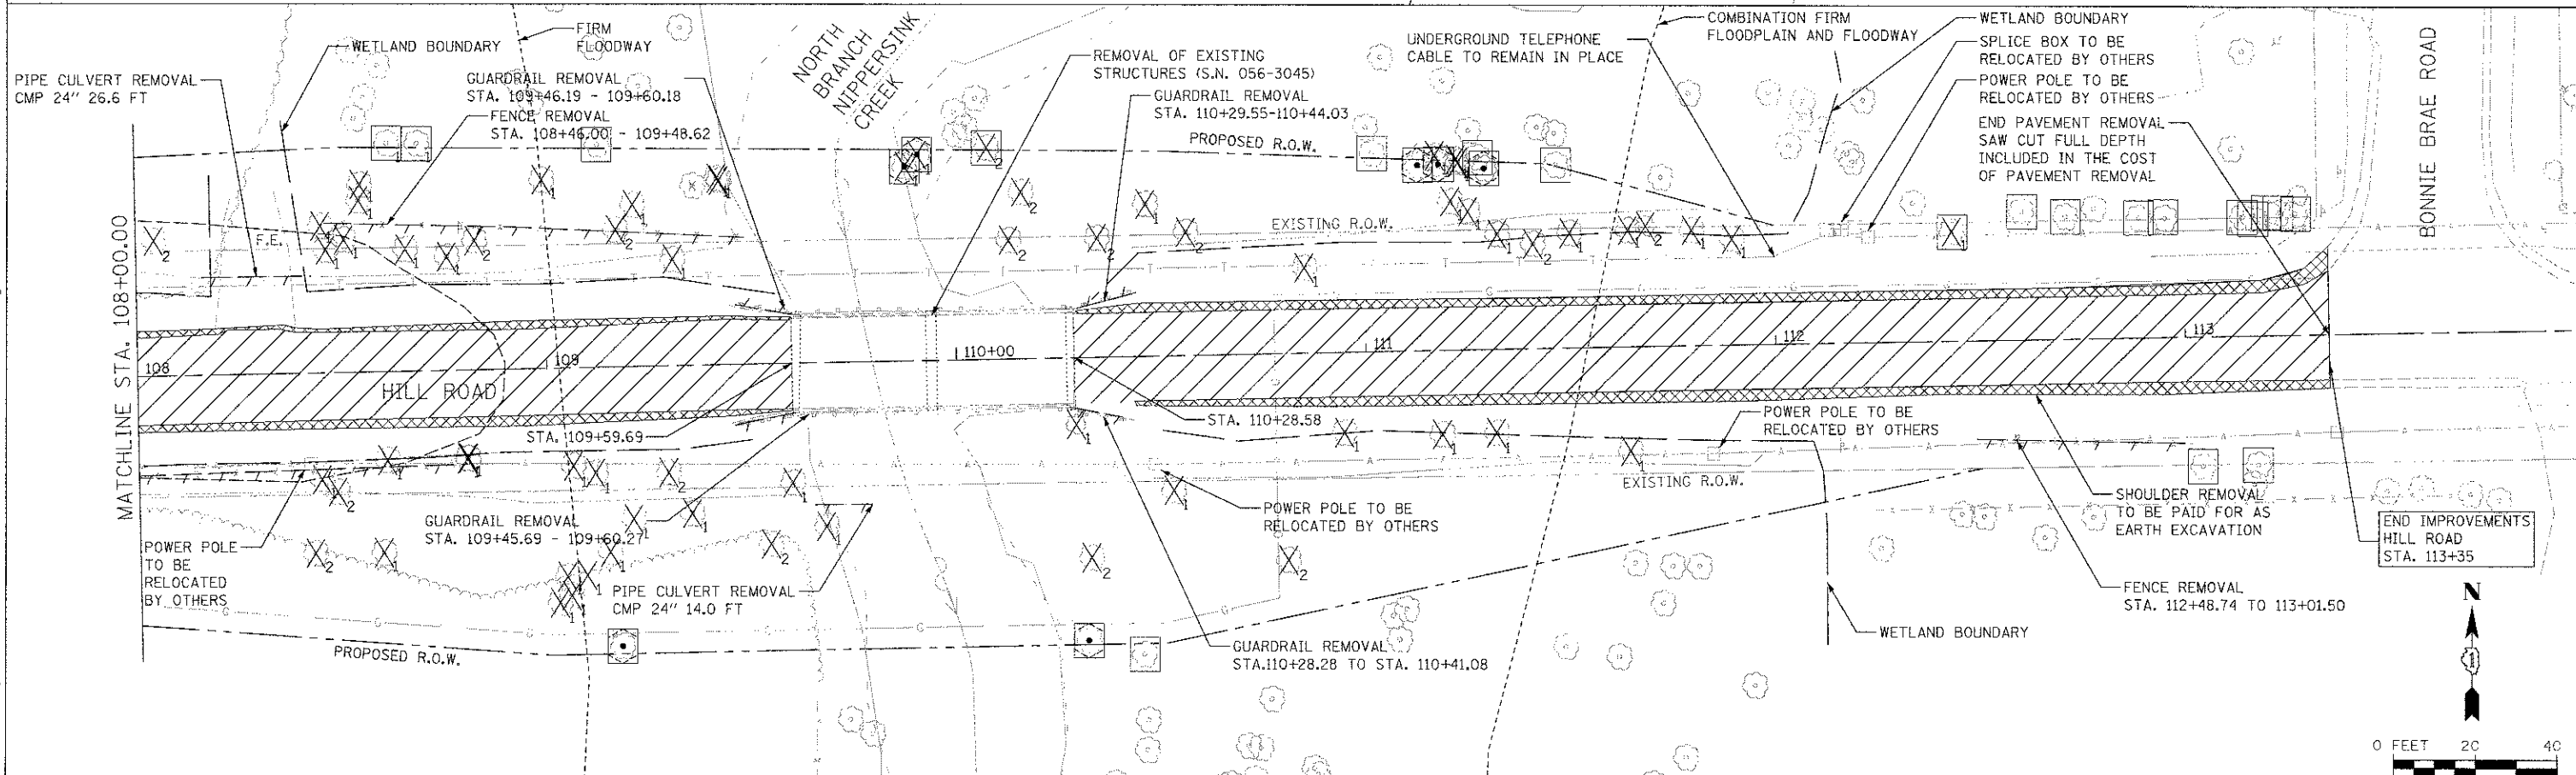 FIRM
FLOODWAY
WETLAND BOUNDARY
PIPE CULVERT REMOVAL
CMP 24" 26.6 FT
GUARDRAIL REMOVAL
STA. 109+46.19 - 109+60.18
FENCE REMOVAL
STA. 108+46.00 - 109+48.62
NORTH
BRANCH
NIPPERSINK
CREEK
REMOVAL OF EXISTING
STRUCTURES (S.N. 056-3045)
GUARDRAIL REMOVAL
STA. 110+29.55-110+44.03
PROPOSED R.O.W.
UNDERGROUND TELEPHONE
CABLE TO REMAIN IN PLACE
COMBINATION FIRM
FLOODPLAIN AND FLOODWAY
WETLAND BOUNDARY
SPLICE BOX TO BE
RELOCATED BY OTHERS
POWER POLE TO BE
RELOCATED BY OTHERS
END PAVEMENT REMOVAL
SAW CUT FULL DEPTH
INCLUDED IN THE COST
OF PAVEMENT REMOVAL
BONNIE BRAE ROAD
EXISTING R.O.W.
F.E.
MATCHLINE STA. 108+00.00
108
109
110+00
111
112
113
HILL ROAD
STA. 109+59.69
STA. 110+28.58
POWER POLE TO BE
RELOCATED BY OTHERS
EXISTING R.O.W.
GUARDRAIL REMOVAL
STA. 109+45.69 - 109+60.27
POWER POLE TO BE
RELOCATED BY OTHERS
SHOULDER REMOVAL
TO BE PAID FOR AS
EARTH EXCAVATION
END IMPROVEMENTS
HILL ROAD
STA. 113+35
POWER POLE
TO BE
RELOCATED
BY OTHERS
PIPE CULVERT REMOVAL
CMP 24" 14.0 FT
FENCE REMOVAL
STA. 112+48.74 TO 113+01.50
WETLAND BOUNDARY
PROPOSED R.O.W.
GUARDRAIL REMOVAL
STA.110+28.28 TO STA. 110+41.08
N
0 FEET 20 40